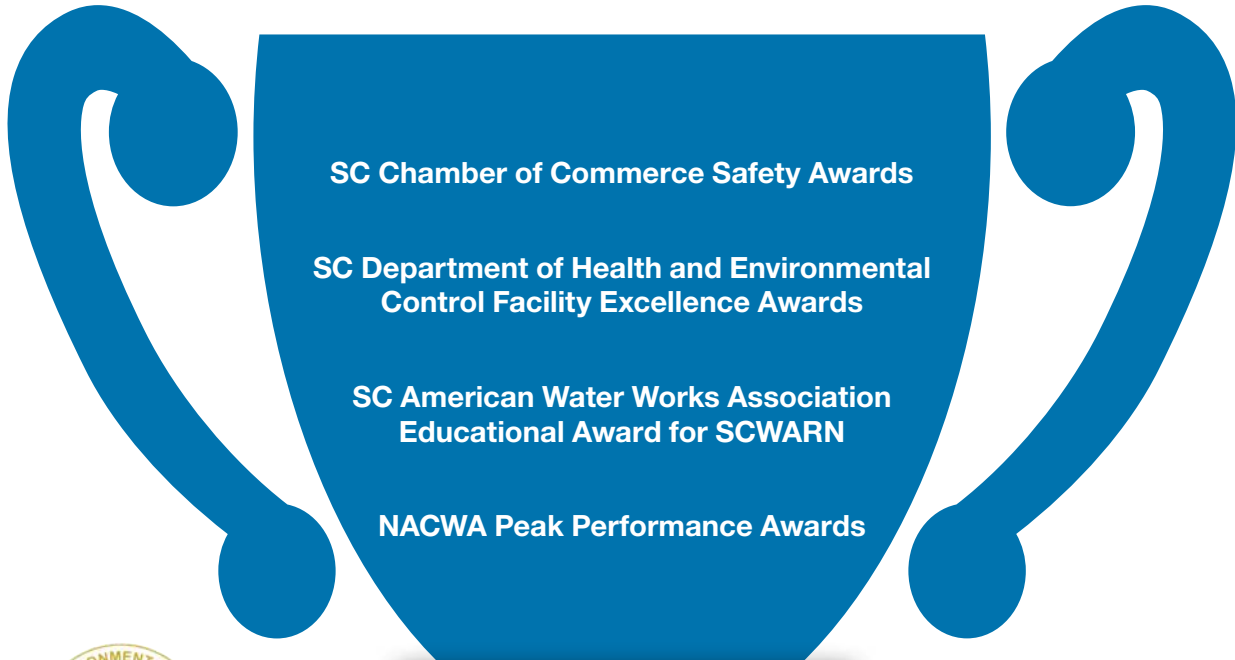 SC Chamber of Commerce Safety Awards
SC Department of Health and Environmental
Control Facility Excellence Awards
SC American Water Works Association
Educational Award for SCWARN
NACWA Peak Performance Awards